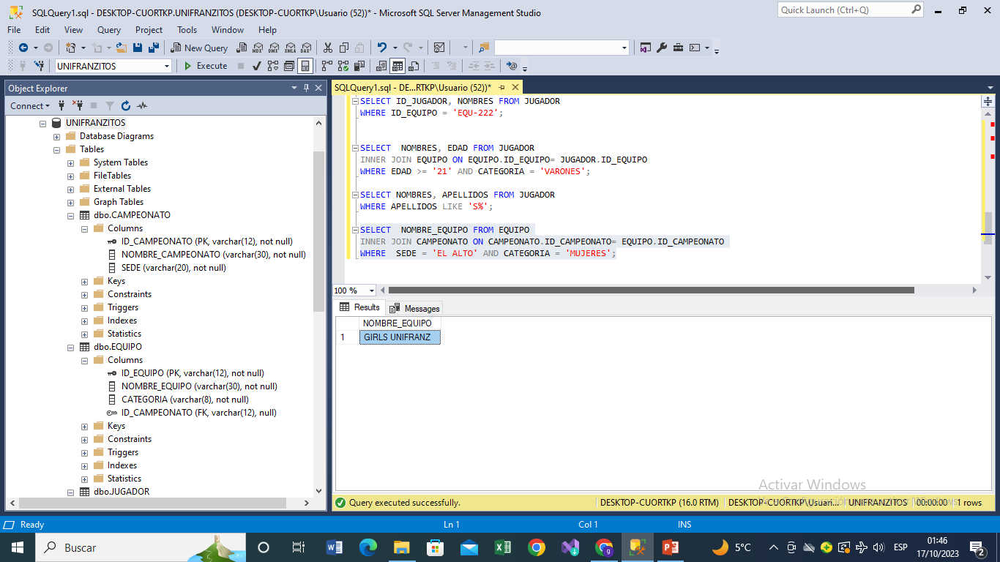 SQLQuery1.sql - DESKTOP-CUORTKP.UNIFRANZITOS (DESKTOP-CUORTKP\Usuario (52))* - Microsoft SQL Server Management Studio
Quick Launch (Ctrl+Q)
File Edit View Query Project Tools Window Help
New Query
MDX DMX XMLA DAX
UNIFRANZITOS
Execute
Object Explorer
Connect
UNIFRANZITOS
Database Diagrams
Tables
System Tables
FileTables
External Tables
Graph Tables
dbo.CAMPEONATO
Columns
ID_CAMPEONATO (PK, varchar(12), not null)
NOMBRE_CAMPEONATO (varchar(30), not null)
SEDE (varchar(20), not null)
Keys
Constraints
Triggers
Indexes
Statistics
dbo.EQUIPO
Columns
ID_EQUIPO (PK, varchar(12), not null)
NOMBRE_EQUIPO (varchar(30), not null)
CATEGORIA (varchar(8), not null)
ID_CAMPEONATO (FK, varchar(12), null)
Keys
Constraints
Triggers
Indexes
Statistics
dbo.JUGADOR
SQLQuery1.sql - DE...RTKP\Usuario (52))*
SELECT ID_JUGADOR, NOMBRES FROM JUGADOR
WHERE ID_EQUIPO = 'EQU-222';
SELECT  NOMBRES, EDAD FROM JUGADOR
INNER JOIN EQUIPO ON EQUIPO.ID_EQUIPO= JUGADOR.ID_EQUIPO
WHERE EDAD >= '21' AND CATEGORIA = 'VARONES';
SELECT NOMBRES, APELLIDOS FROM JUGADOR
WHERE APELLIDOS LIKE 'S%';
SELECT  NOMBRE_EQUIPO FROM EQUIPO
INNER JOIN CAMPEONATO ON CAMPEONATO.ID_CAMPEONATO= EQUIPO.ID_CAMPEONATO
WHERE  SEDE = 'EL ALTO' AND CATEGORIA = 'MUJERES';
100 %
Results Messages
NOMBRE_EQUIPO
1 GIRLS UNIFRANZ
Activar Windows
Query executed successfully.
DESKTOP-CUORTKP (16.0 RTM) DESKTOP-CUORTKP\Usuari... UNIFRANZITOS 00:00:00 1 rows
Ready Ln 1 Col 1 INS
Buscar
5°C
ESP
01:46
17/10/2023
2